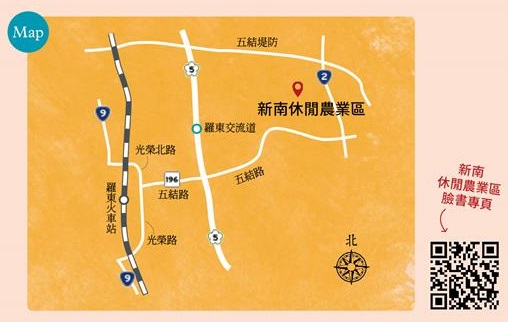 Map
五結堤防
5
2
新南休閒農業區
9
羅東交流道
光榮北路
196
五結路
五結路
羅東火車站
光榮路
5
北
9
新南
休閒農業區
臉書專頁